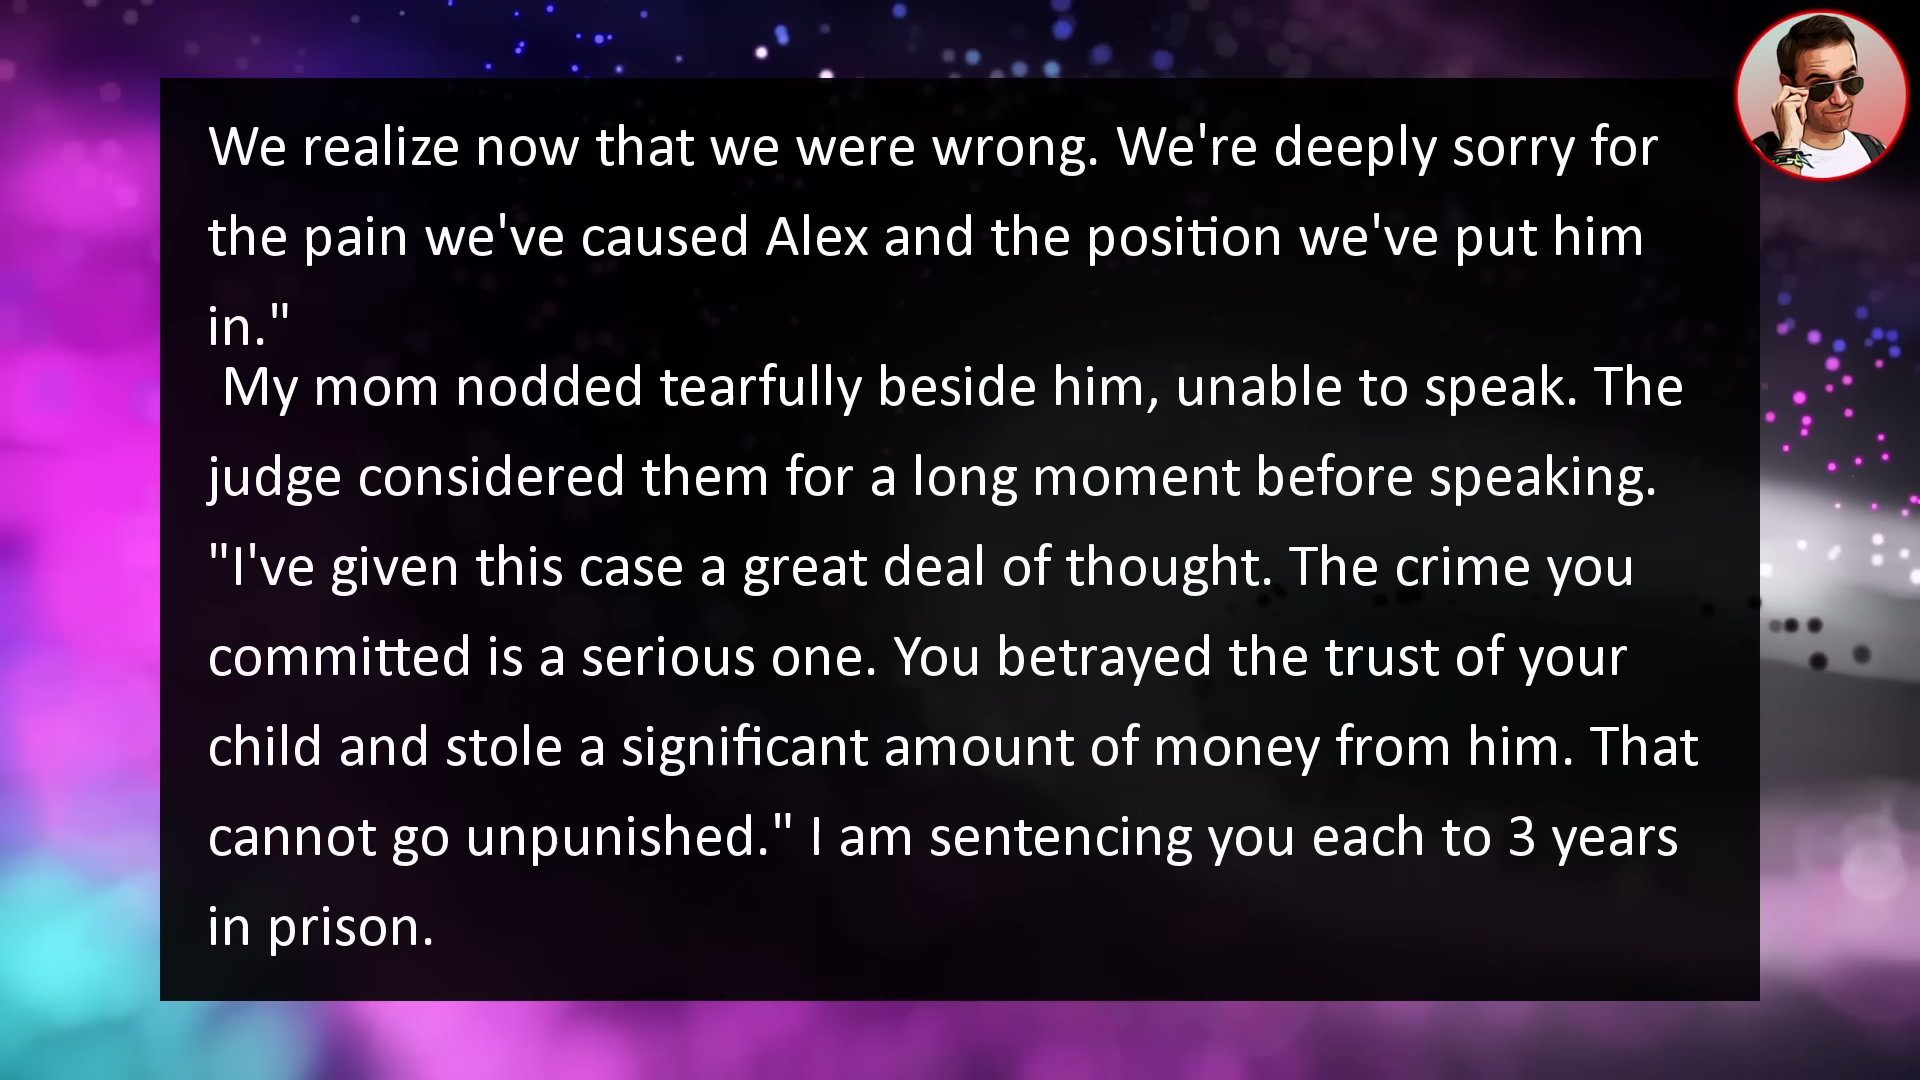 We realize now that we were wrong. We're deeply sorry for
the pain we've caused Alex and the position we've put him
in."
My mom nodded tearfully beside him, unable to speak. The
judge considered them for a long moment before speaking.
"I've given this case a great deal of thought. The crime you
committed is a serious one. You betrayed the trust of your
child and stole a significant amount of money from him. That
cannot go unpunished." I am sentencing you each to 3 years
in prison.